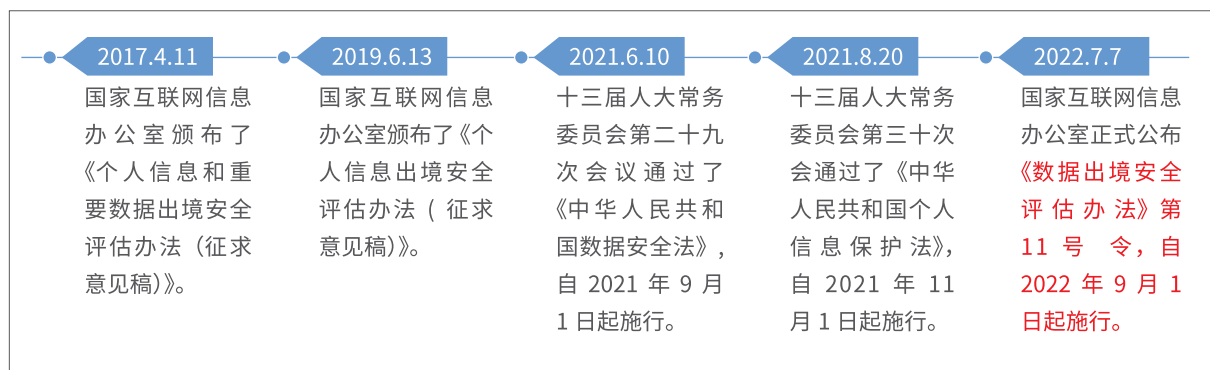 2017.4.11
国家互联网信息
办公室颁布了
《个人信息和重
要数据出境安全
评估办法（征求
意见稿）》。
2019.6.13
国家互联网信息
办公室颁布了《个
人信息出境安全
评估办法 ( 征求
意见稿）》。
2021.6.10
十三届人大常务
委员会第二十九
次会议通过了
《中华人民共和
国数据安全法》,
自 2021 年 9 月
1 日起施行。
2021.8.20
十三届人大常务
委员会第三十次
会通过了《中华
人民共和国个人
信息保护法》，
自 2021 年 11
月 1 日起施行。
2022.7.7
国家互联网信息
办公室正式公布
《数据出境安全
评估办法》第
11 号 令，自
2022 年 9 月 1
日起施行。